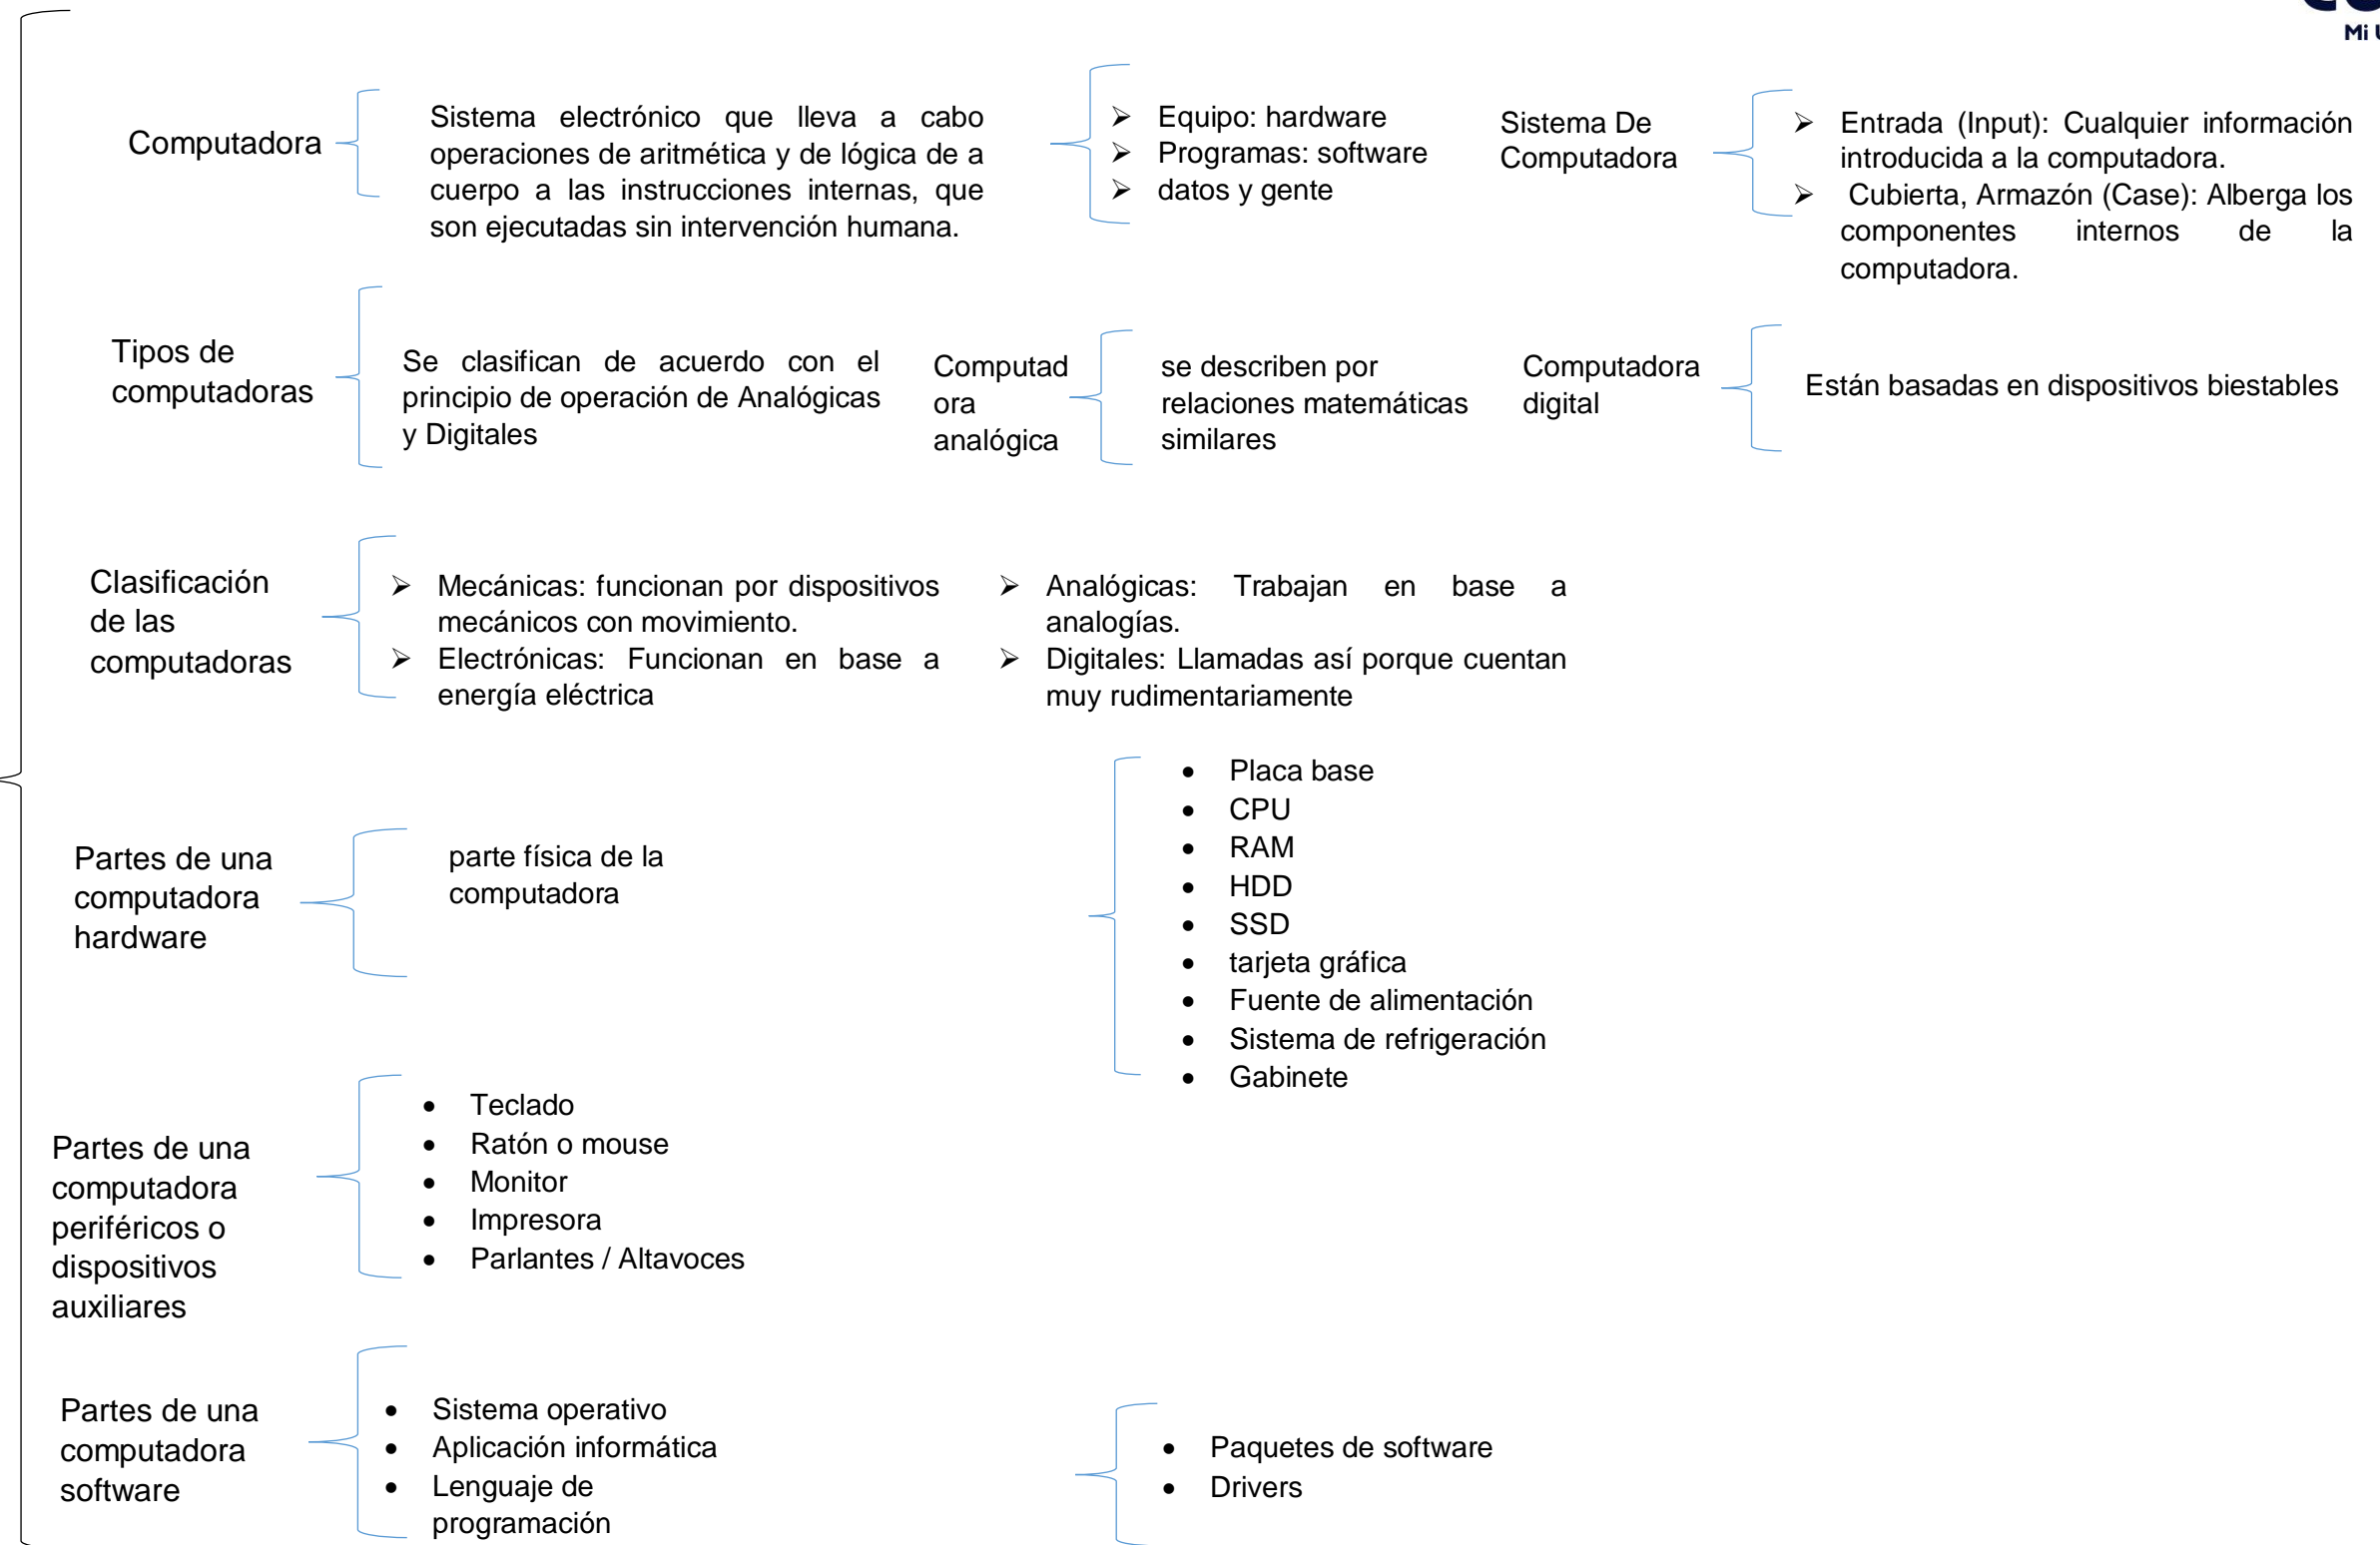 Mi U
Computadora
Sistema electrónico que lleva a cabo
operaciones de aritmética y de lógica de a
cuerpo a las instrucciones internas, que
son ejecutadas sin intervención humana.
Equipo: hardware
Programas: software
datos y gente
Sistema De
Computadora
Entrada (Input): Cualquier información
introducida a la computadora.
Cubierta, Armazón (Case): Alberga los
componentes internos de la
computadora.
Tipos de
computadoras
Se clasifican de acuerdo con el
principio de operación de Analógicas
y Digitales
Computad
ora
analógica
se describen por
relaciones matemáticas
similares
Computadora
digital
Están basadas en dispositivos biestables
Clasificación
de las
computadoras
Mecánicas: funcionan por dispositivos
mecánicos con movimiento.
Electrónicas: Funcionan en base a
energía eléctrica
Analógicas: Trabajan en base a
analogías.
Digitales: Llamadas así porque cuentan
muy rudimentariamente
Partes de una
computadora
hardware
parte física de la
computadora
Placa base
CPU
RAM
HDD
SSD
tarjeta gráfica
Fuente de alimentación
Sistema de refrigeración
Gabinete
Partes de una
computadora
periféricos o
dispositivos
auxiliares
Teclado
Ratón o mouse
Monitor
Impresora
Parlantes / Altavoces
Partes de una
computadora
software
Sistema operativo
Aplicación informática
Lenguaje de
programación
Paquetes de software
Drivers